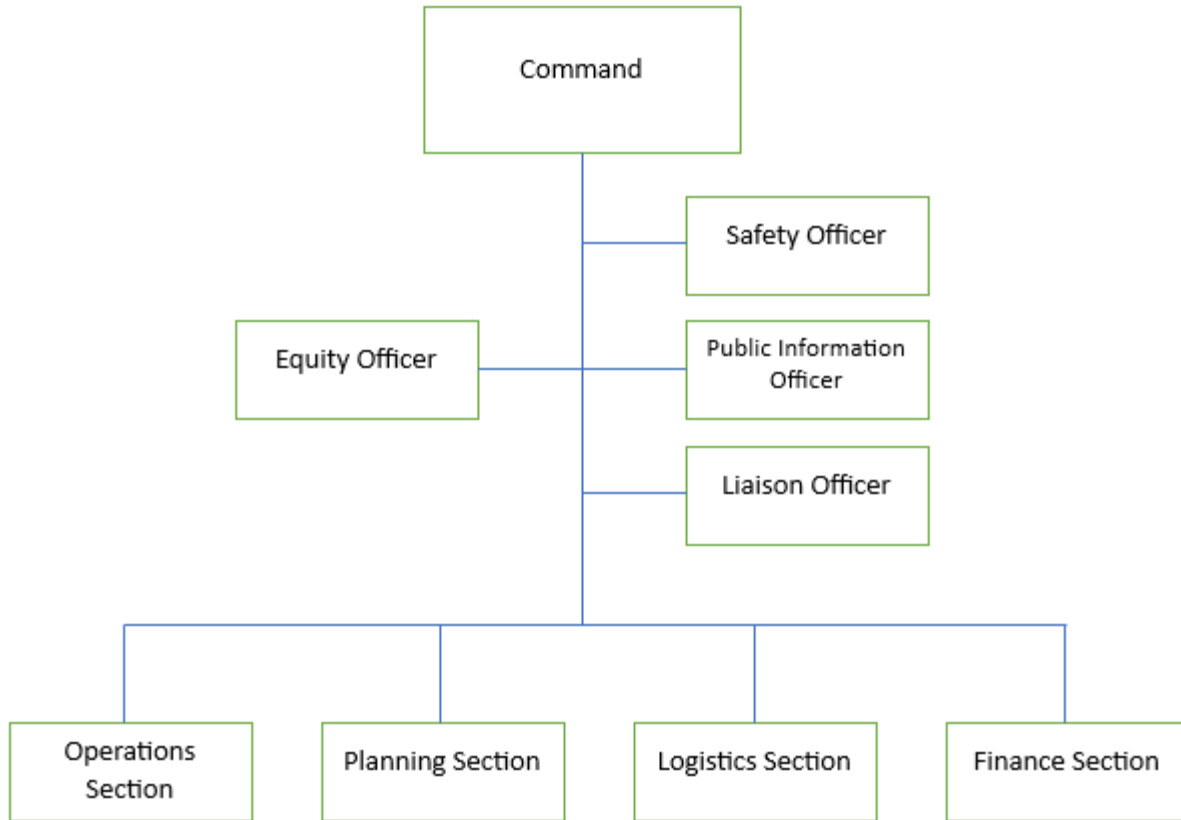 Command
Safety Officer
Equity Officer
Public Information
Officer
Liaison Officer
Operations
Section
Planning Section
Logistics Section
Finance Section